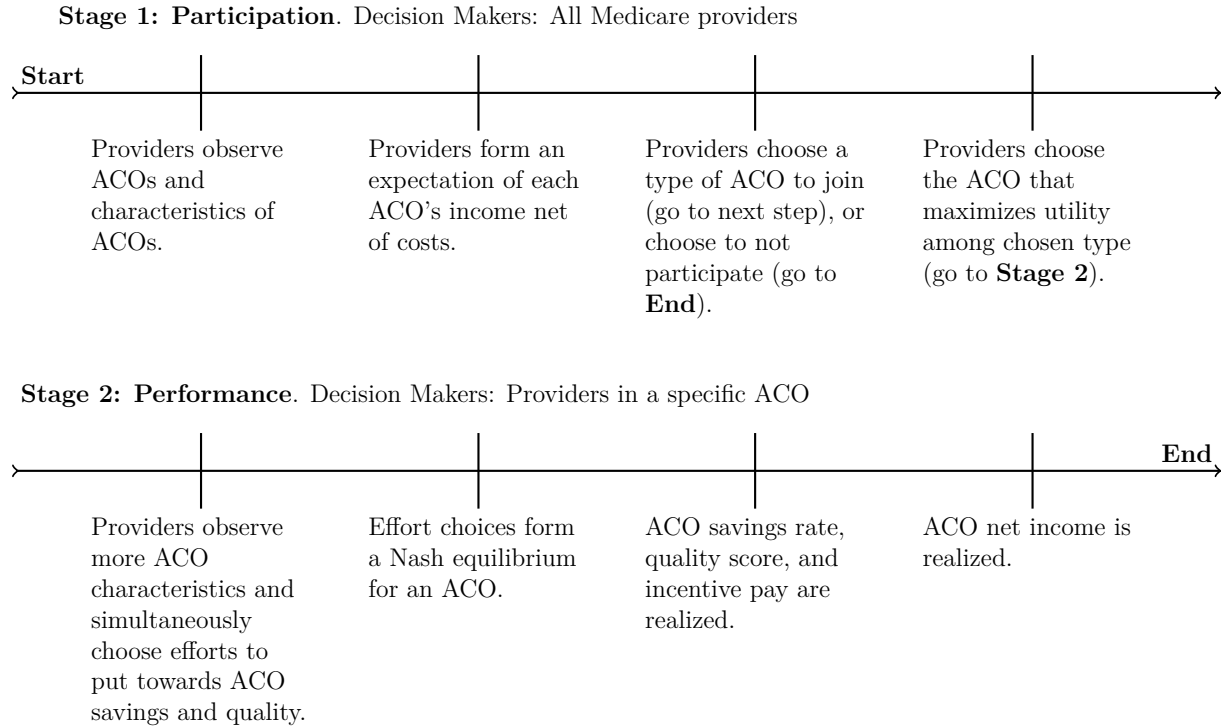 Stage 1: Participation. Decision Makers: All Medicare providers
Start
Providers observe
ACOs and
characteristics of
ACOs.
Providers form an
expectation of each
ACO's income net
of costs.
Providers choose a
type of ACO to join
(go to next step), or
choose to not
participate (go to
End).
Providers choose
the ACO that
maximizes utility
among chosen type
(go to Stage 2).
Stage 2: Performance. Decision Makers: Providers in a specific ACO
End
Providers observe
more ACO
characteristics and
simultaneously
choose efforts to
put towards ACO
savings and quality.
Effort choices form
a Nash equilibrium
for an ACO.
ACO savings rate,
quality score, and
incentive pay are
realized.
ACO net income is
realized.